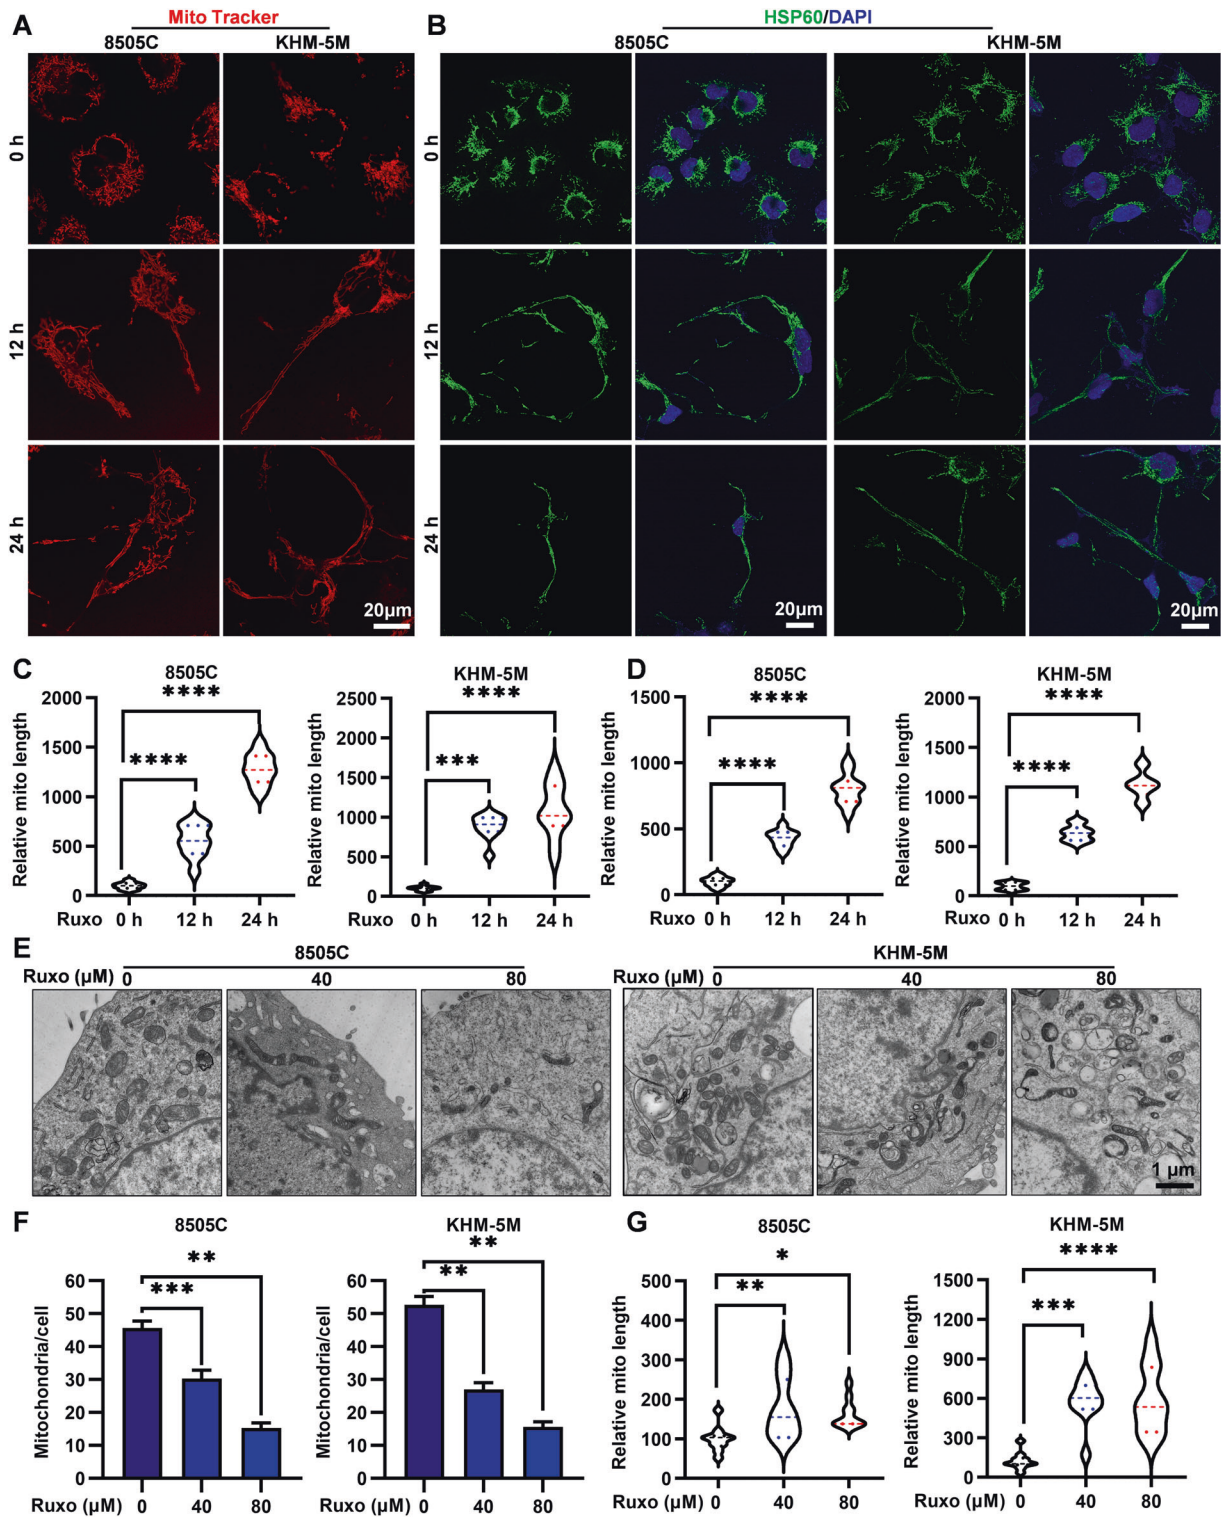 A
Mito Tracker
8505C KHM-5M
0 h
12 h
24 h
20µm
B
HSP60/DAPI
8505C KHM-5M
0 h
12 h
24 h
20µm 20µm
C
8505C
Relative mito length
2000
1500
1000
500
0
****
****
Ruxo 0 h 12 h 24 h
KHM-5M
Relative mito length
2500
2000
1500
1000
500
0
****
***
0 h 12 h 24 h
D
8505C
Relative mito length
1500
1000
500
0
****
****
Ruxo 0 h 12 h 24 h
KHM-5M
Relative mito length
2000
1500
1000
500
0
****
****
0 h 12 h 24 h
E
8505C
Ruxo (µM) 0 40 80
KHM-5M
Ruxo (µM) 0 40 80
1 µm
F
8505C
Mitochondria/cell
60
50
40
30
20
10
0
**
***
Ruxo (µM) 0 40 80
KHM-5M
Mitochondria/cell
60
50
40
30
20
10
0
**
**
0 40 80
G
8505C
Relative mito length
500
400
300
200
100
0
*
**
Ruxo (µM) 0 40 80
KHM-5M
Relative mito length
1500
1200
900
600
300
0
****
***
0 40 80